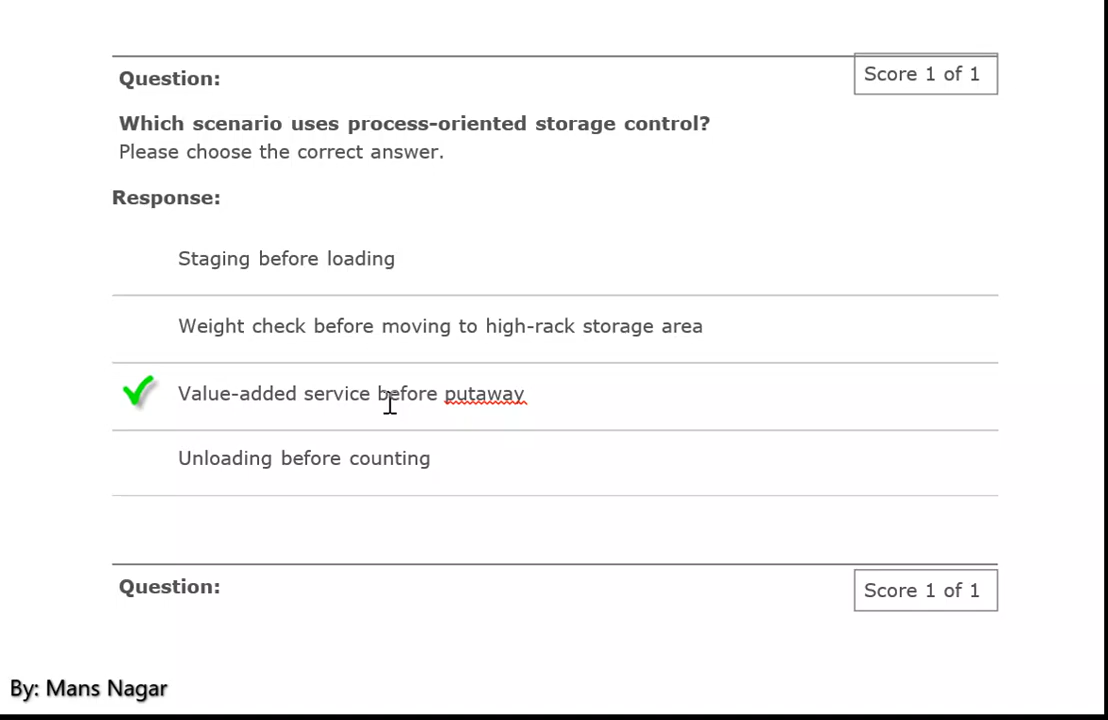 Question:
Score 1 of 1
Which scenario uses process-oriented storage control?
Please choose the correct answer.
Response:
Staging before loading
Weight check before moving to high-rack storage area
Value-added service before putaway
Unloading before counting
Question:
Score 1 of 1
By: Mans Nagar